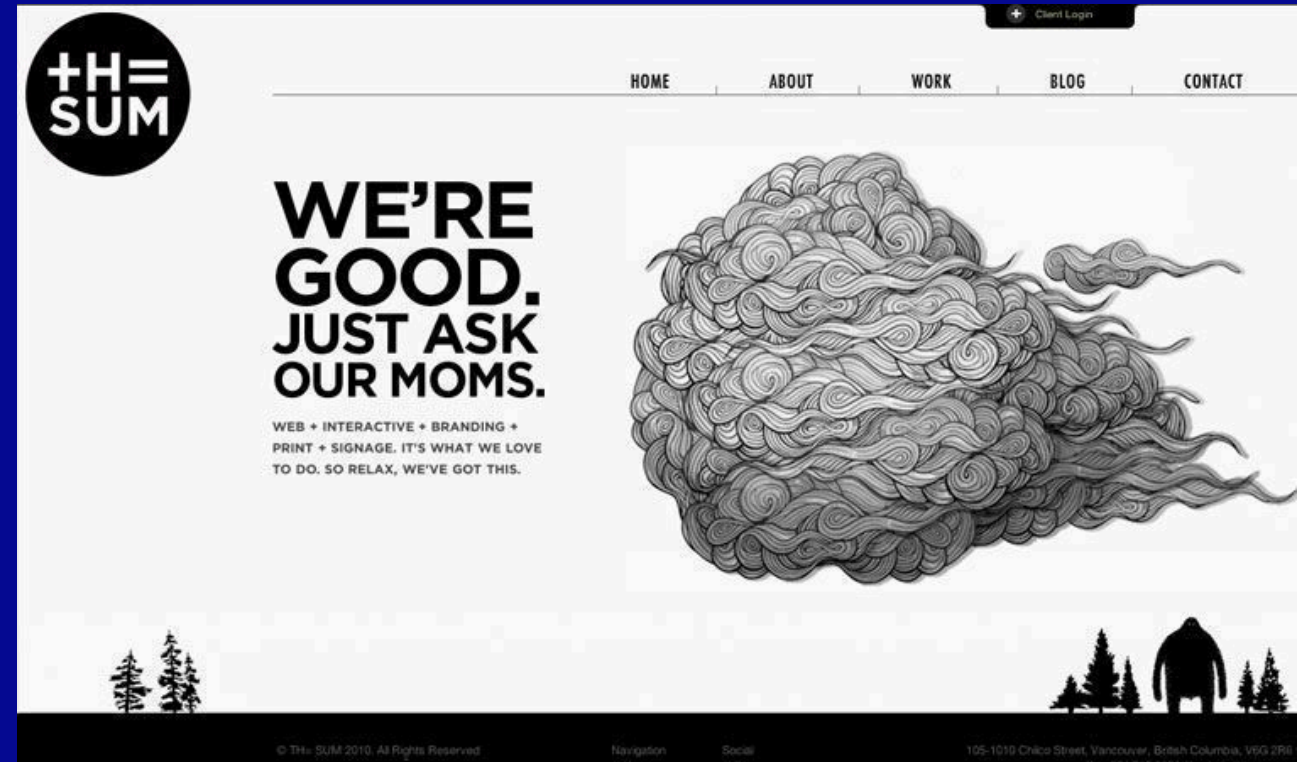 Client Login
+H=
SUM
HOME ABOUT WORK BLOG CONTACT
WE'RE
GOOD.
JUST ASK
OUR MOMS.
WEB + INTERACTIVE + BRANDING +
PRINT + SIGNAGE. IT'S WHAT WE LOVE
TO DO. SO RELAX, WE'VE GOT THIS.
© TH= SUM 2010. All Rights Reserved Navigation Social 105-1010 Chilco Street, Vancouver, British Columbia, V6G 2R6